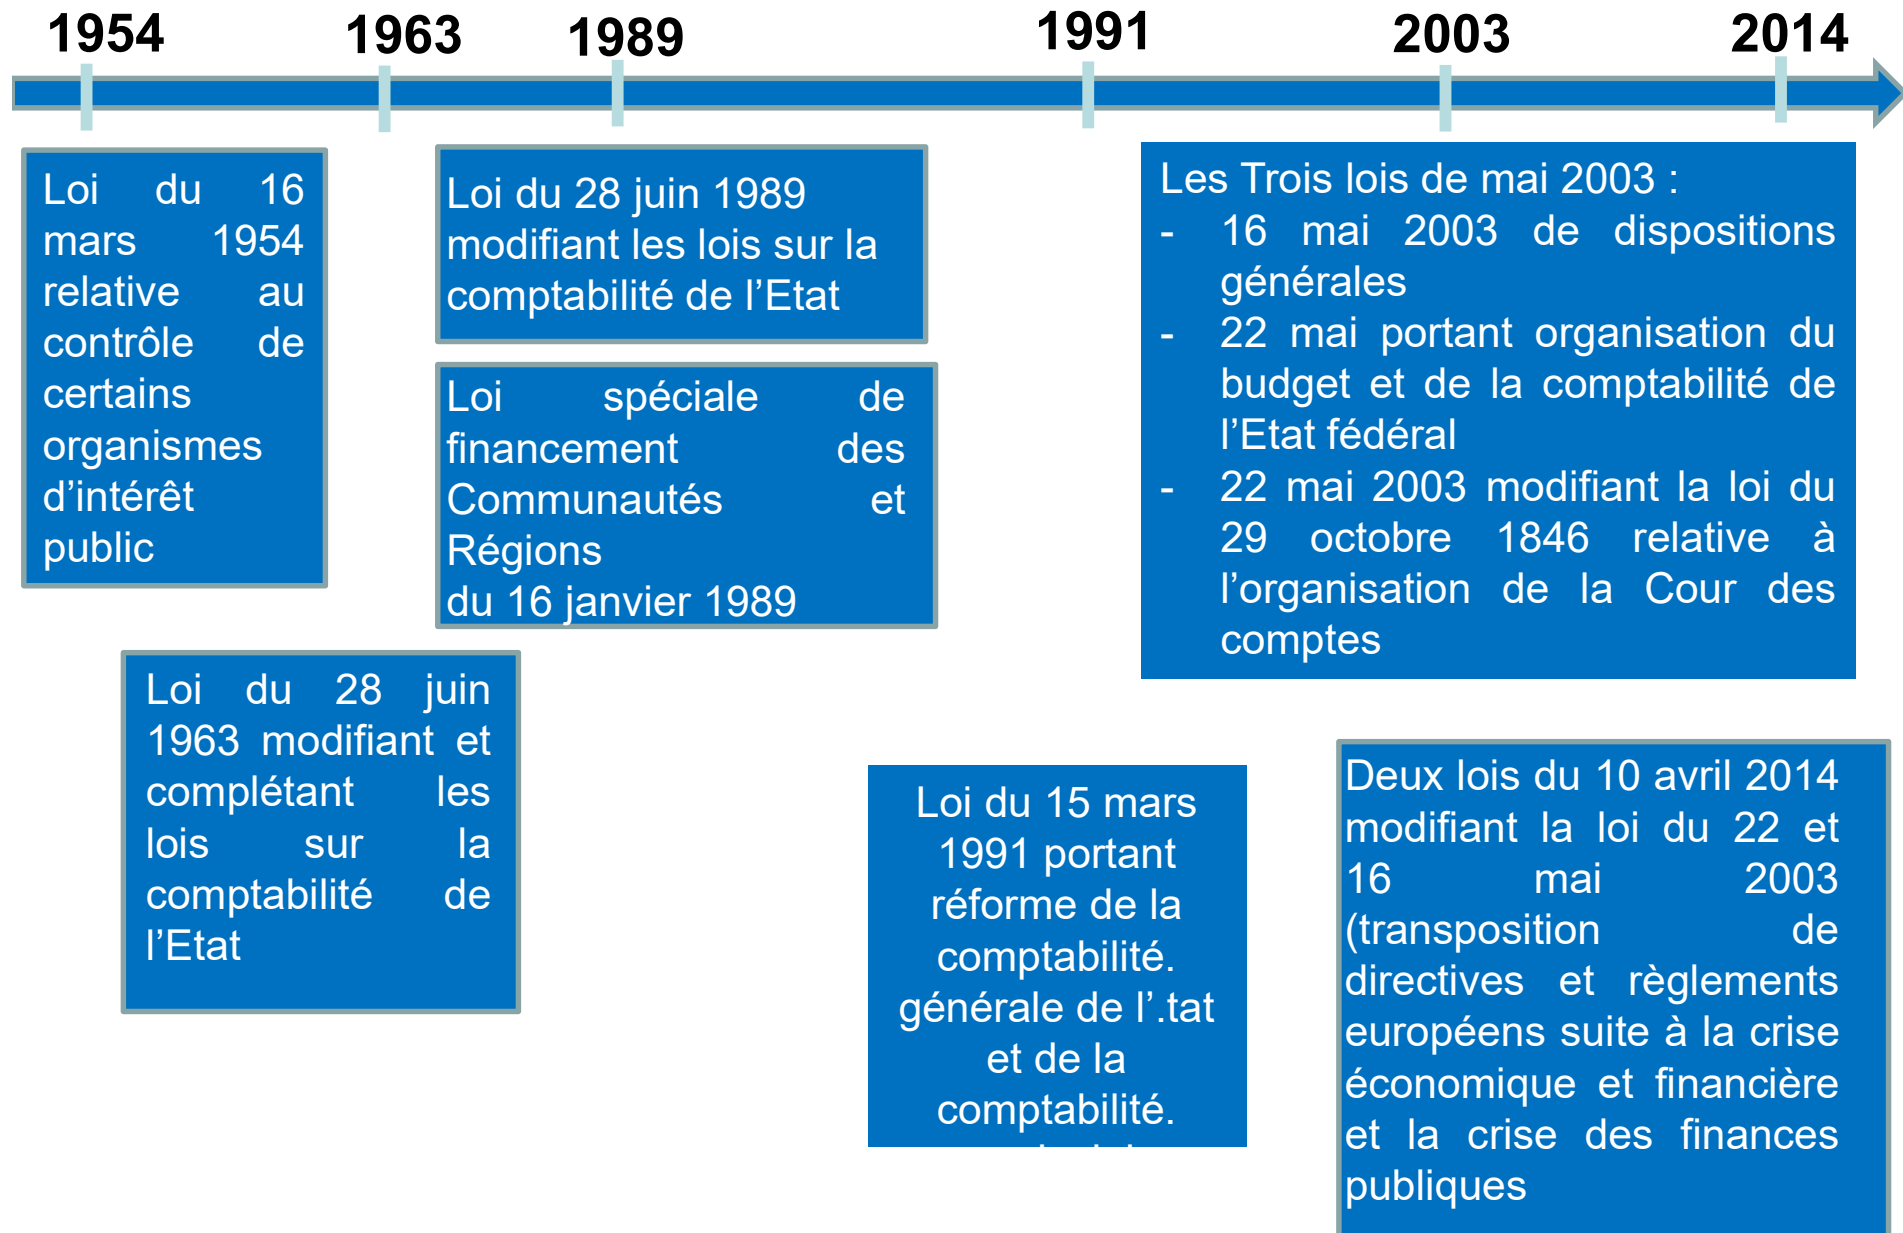 1954 1963 1989 1991 2003 2014
Loi du 16
mars 1954
relative au
contrôle de
certains
organismes
d’intérêt
public
Loi du 28 juin
1963 modifiant et
complétant les
lois sur la
comptabilité de
l’Etat
Loi du 28 juin 1989
modifiant les lois sur la
comptabilité de l’Etat
Loi spéciale de
financement des
Communautés et
Régions
du 16 janvier 1989
Loi du 15 mars
1991 portant
réforme de la
comptabilité.
générale de l’.tat
et de la
comptabilité.
Les Trois lois de mai 2003 :
- 16 mai 2003 de dispositions
générales
- 22 mai portant organisation du
budget et de la comptabilité de
l’Etat fédéral
- 22 mai 2003 modifiant la loi du
29 octobre 1846 relative à
l’organisation de la Cour des
comptes
Deux lois du 10 avril 2014
modifiant la loi du 22 et
16 mai 2003
(transposition de
directives et règlements
européens suite à la crise
économique et financière
et la crise des finances
publiques